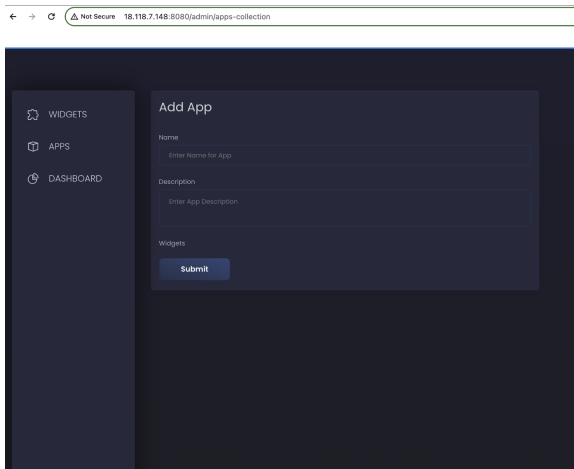 Not Secure 18.118.7.148:8080/admin/apps-collection
WIDGETS
APPS
DASHBOARD
Add App
Name
Enter Name for App
Description
Enter App Description
Widgets
Submit